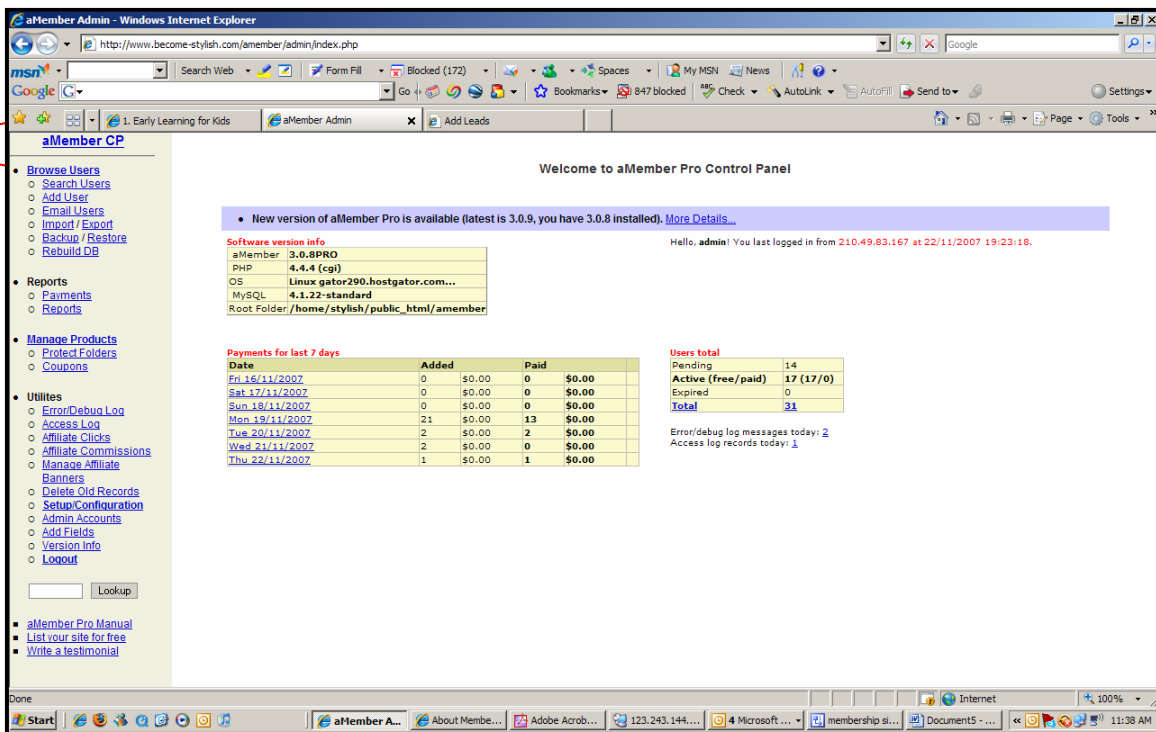 aMember Admin - Windows Internet Explorer
http://www.become-stylish.com/amember/admin/index.php
Google
msn Search Web Form Fill Blocked (172) Spaces My MSN News
Google G Go Bookmarks 847 blocked ABC Check AutoLink AutoFill Send to Settings
1. Early Learning for Kids aMember Admin Add Leads Page Tools
aMember CP
Browse Users
Search Users
Add User
Email Users
Import / Export
Backup / Restore
Rebuild DB
Reports
Payments
Reports
Manage Products
Protect Folders
Coupons
Utilites
Error/Debug Log
Access Log
Affiliate Clicks
Affiliate Commissions
Manage Affiliate
Banners
Delete Old Records
Setup/Configuration
Admin Accounts
Add Fields
Version Info
Logout
Lookup
aMember Pro Manual
List your site for free
Write a testimonial
Welcome to aMember Pro Control Panel
New version of aMember Pro is available (latest is 3.0.9, you have 3.0.8 installed). More Details...
Software version info
aMember 3.0.8PRO
PHP 4.4.4 (cgi)
OS Linux gator290.hostgator.com...
MySQL 4.1.22-standard
Root Folder /home/stylish/public_html/amember
Hello, admin! You last logged in from 210.49.83.167 at 22/11/2007 19:23:18.
Payments for last 7 days
Date Added Paid
Fri 16/11/2007 0 $0.00 0 $0.00
Sat 17/11/2007 0 $0.00 0 $0.00
Sun 18/11/2007 0 $0.00 0 $0.00
Mon 19/11/2007 21 $0.00 13 $0.00
Tue 20/11/2007 2 $0.00 2 $0.00
Wed 21/11/2007 2 $0.00 0 $0.00
Thu 22/11/2007 1 $0.00 1 $0.00
Users total
Pending 14
Active (free/paid) 17 (17/0)
Expired 0
Total 31
Error/debug log messages today: 2
Access log records today: 1
Done Internet 100%
Start aMember A... About Membe... Adobe Acrob... 123.243.144.... 4 Microsoft ... membership si... Document5 - ... 11:38 AM